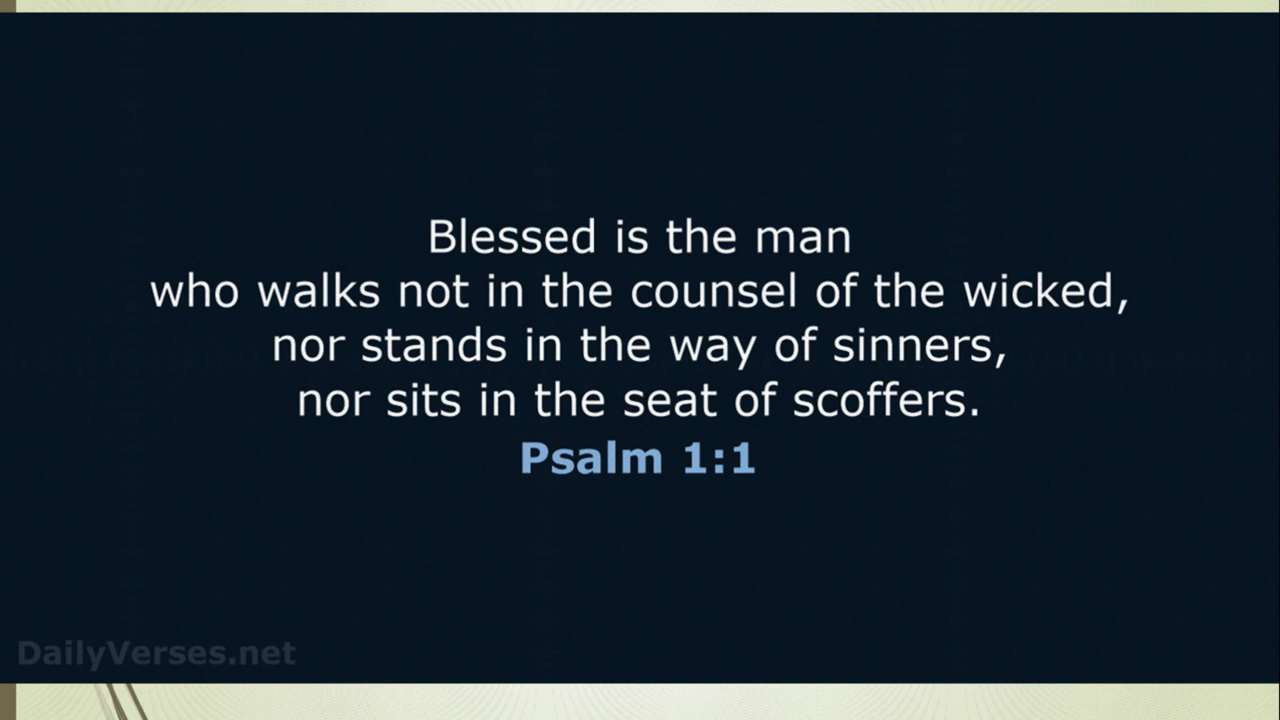 Blessed is the man
who walks not in the counsel of the wicked,
nor stands in the way of sinners,
nor sits in the seat of scoffers.
Psalm 1:1
DailyVerses.net